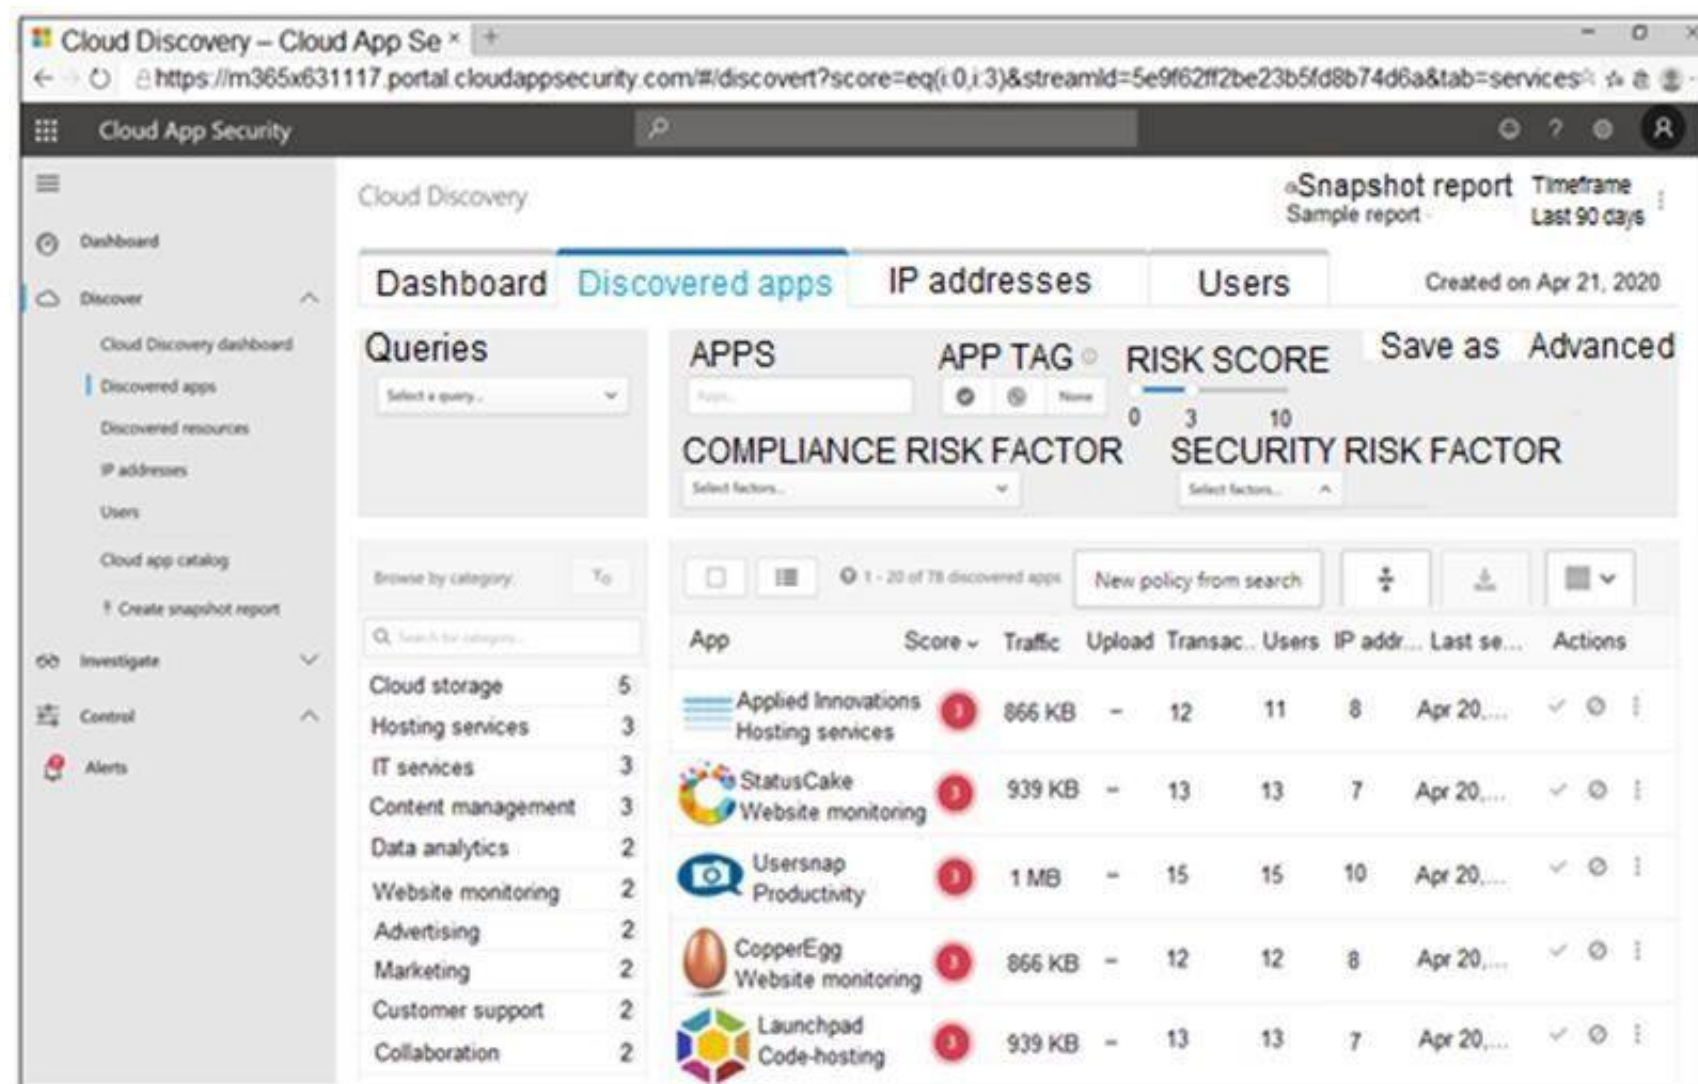 Cloud Discovery – Cloud App Se ×
https://m365x631117.portal.cloudappsecurity.com/#/discovert?score=eq(i:0,i:3)&streamId=5e9f62ff2be23b5fd8b74d6a&tab=services
Cloud App Security
?
Cloud Discovery
Snapshot report
Sample report
Timeframe
Last 90 days
Dashboard
Discover
Cloud Discovery dashboard
Discovered apps
Discovered resources
IP addresses
Users
Cloud app catalog
Create snapshot report
Investigate
Control
Alerts
Dashboard Discovered apps IP addresses Users
Created on Apr 21, 2020
Queries
Select a query...
APPS
Apps...
APP TAG
None
RISK SCORE
0 3 10
Save as Advanced
COMPLIANCE RISK FACTOR
Select factors...
SECURITY RISK FACTOR
Select factors...
Browse by category:
Search for category...
Cloud storage 5
Hosting services 3
IT services 3
Content management 3
Data analytics 2
Website monitoring 2
Advertising 2
Marketing 2
Customer support 2
Collaboration 2
1 - 20 of 78 discovered apps
New policy from search
App Score Traffic Upload Transac... Users IP addr... Last se... Actions
Applied Innovations
Hosting services
3 866 KB – 12 11 8 Apr 20,...
StatusCake
Website monitoring
3 939 KB – 13 13 7 Apr 20,...
Usersnap
Productivity
3 1 MB – 15 15 10 Apr 20,...
CopperEgg
Website monitoring
3 866 KB – 12 12 8 Apr 20,...
Launchpad
Code-hosting
3 939 KB – 13 13 7 Apr 20,...